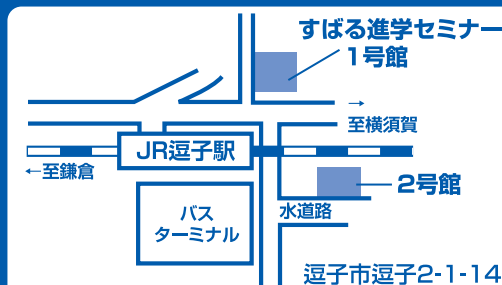 すばる進学セミナー
1号館
→
至横須賀
JR逗子駅
←至鎌倉
2号館
水道路
バス
ターミナル
逗子市逗子2-1-14